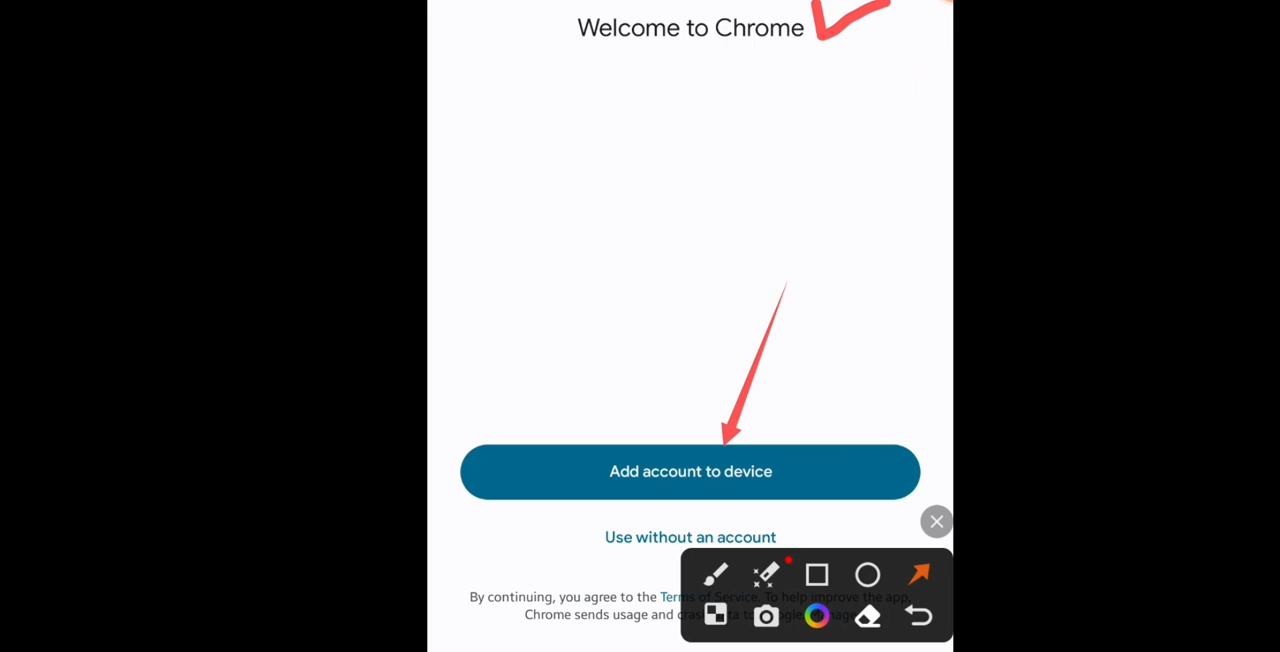 Welcome to Chrome
Add account to device
Use without an account
By continuing, you agree to the Terms of Service. To help improve the app,
Chrome sends usage and crash data to Google.